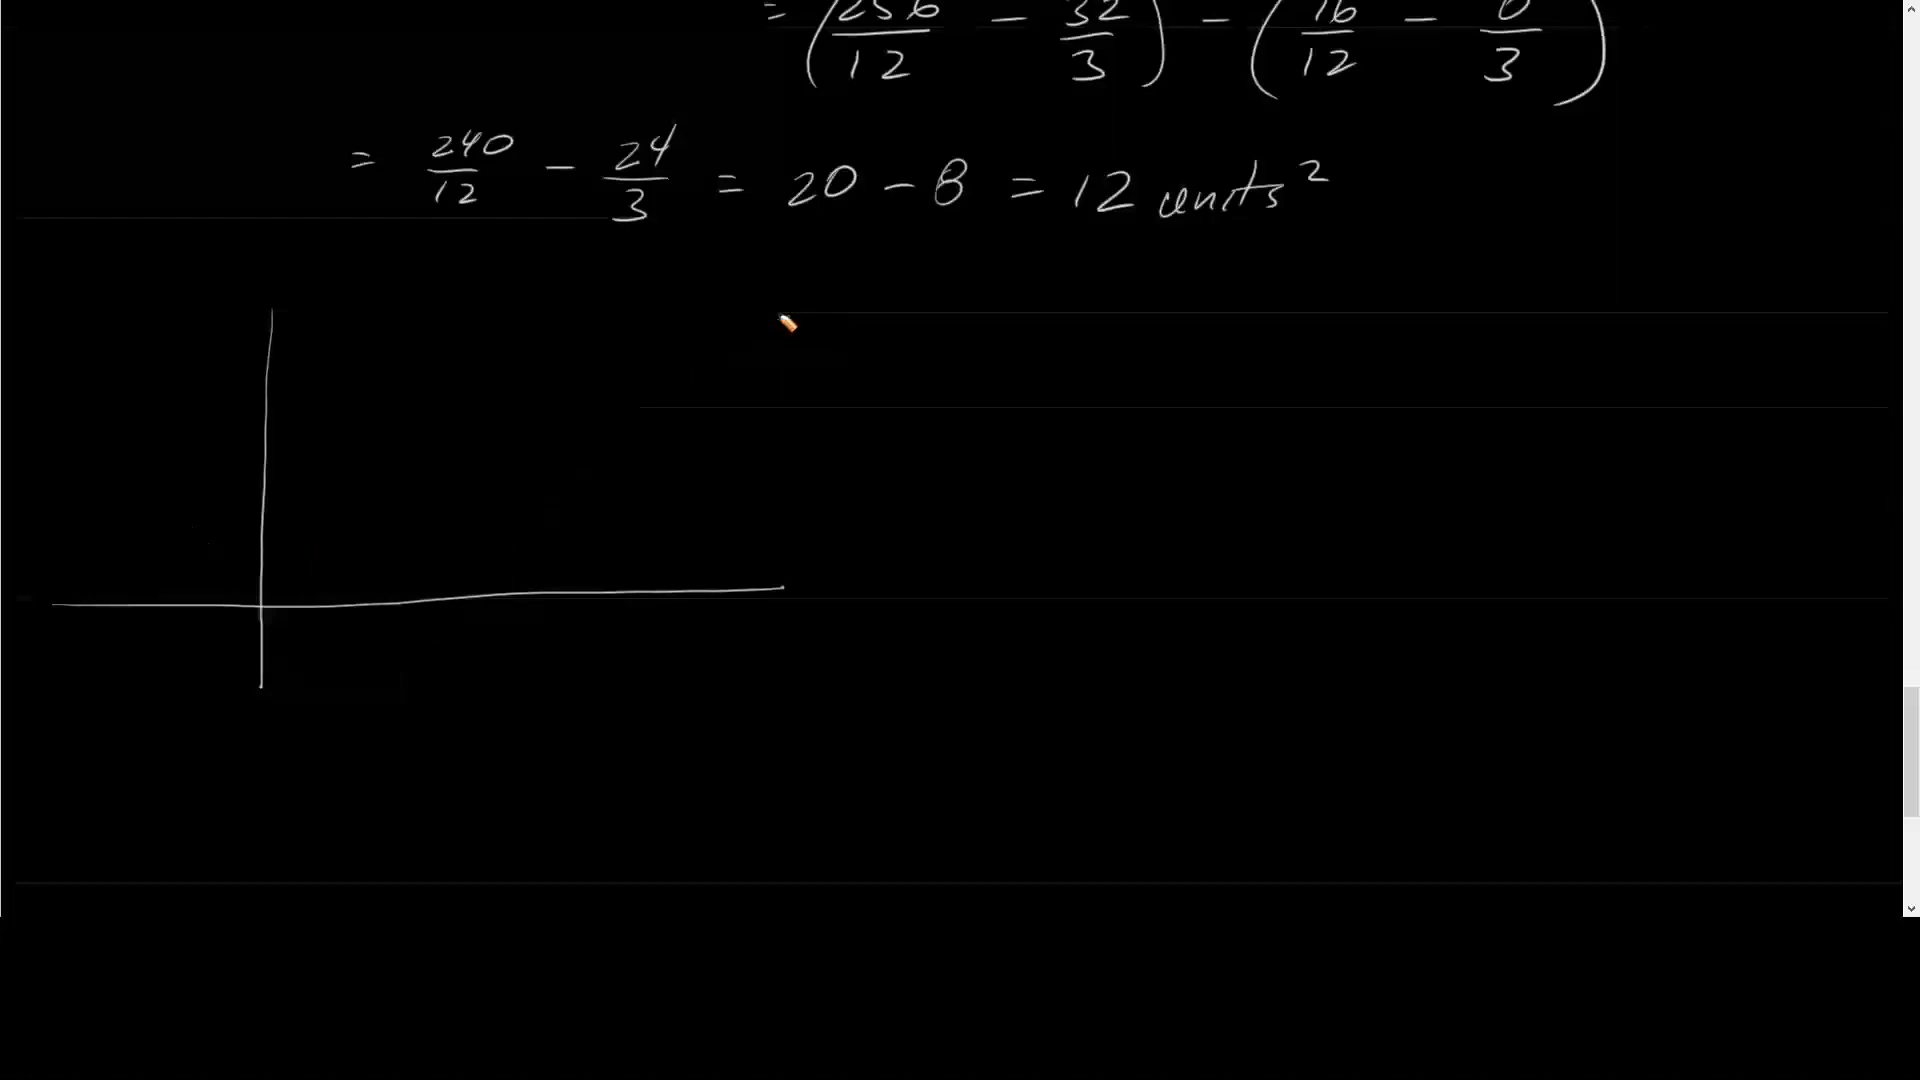 = (256/12 - 32/3) - (16/12 - 8/3)
= 240/12 - 24/3 = 20 - 8 = 12 units²